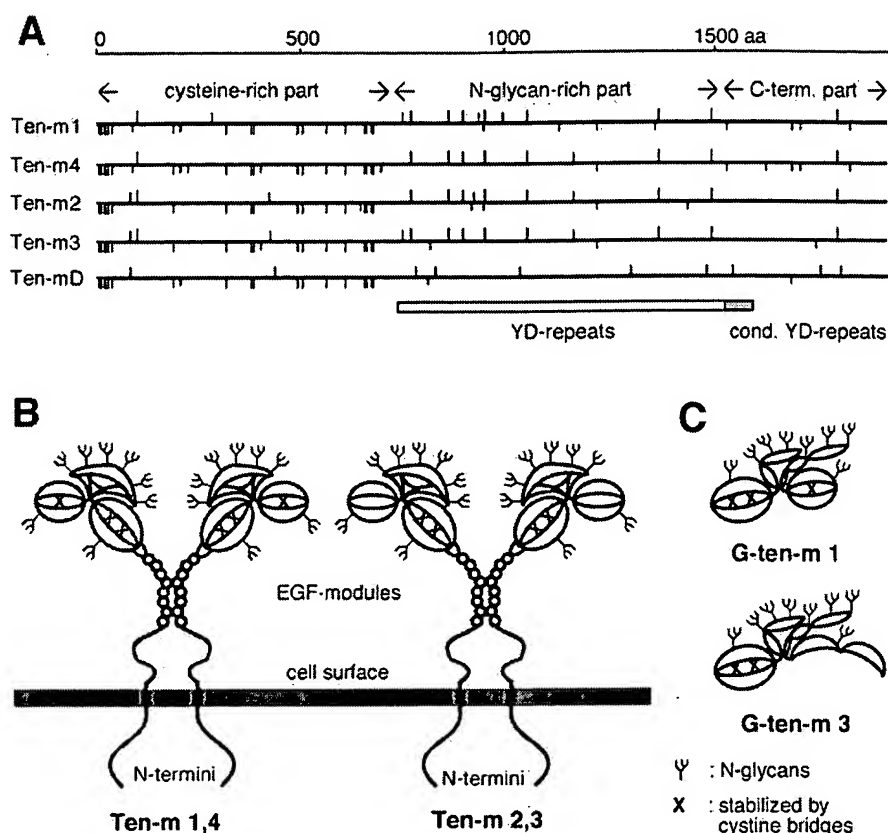 A
0 500 1000 1500 aa
cysteine-rich part N-glycan-rich part C-term. part
Ten-m1
Ten-m4
Ten-m2
Ten-m3
Ten-mD
YD-repeats cond. YD-repeats
B
EGF-modules
cell surface
N-termini N-termini
Ten-m 1,4 Ten-m 2,3
C
G-ten-m 1
G-ten-m 3
: N-glycans
X : stabilized by
cystine bridges